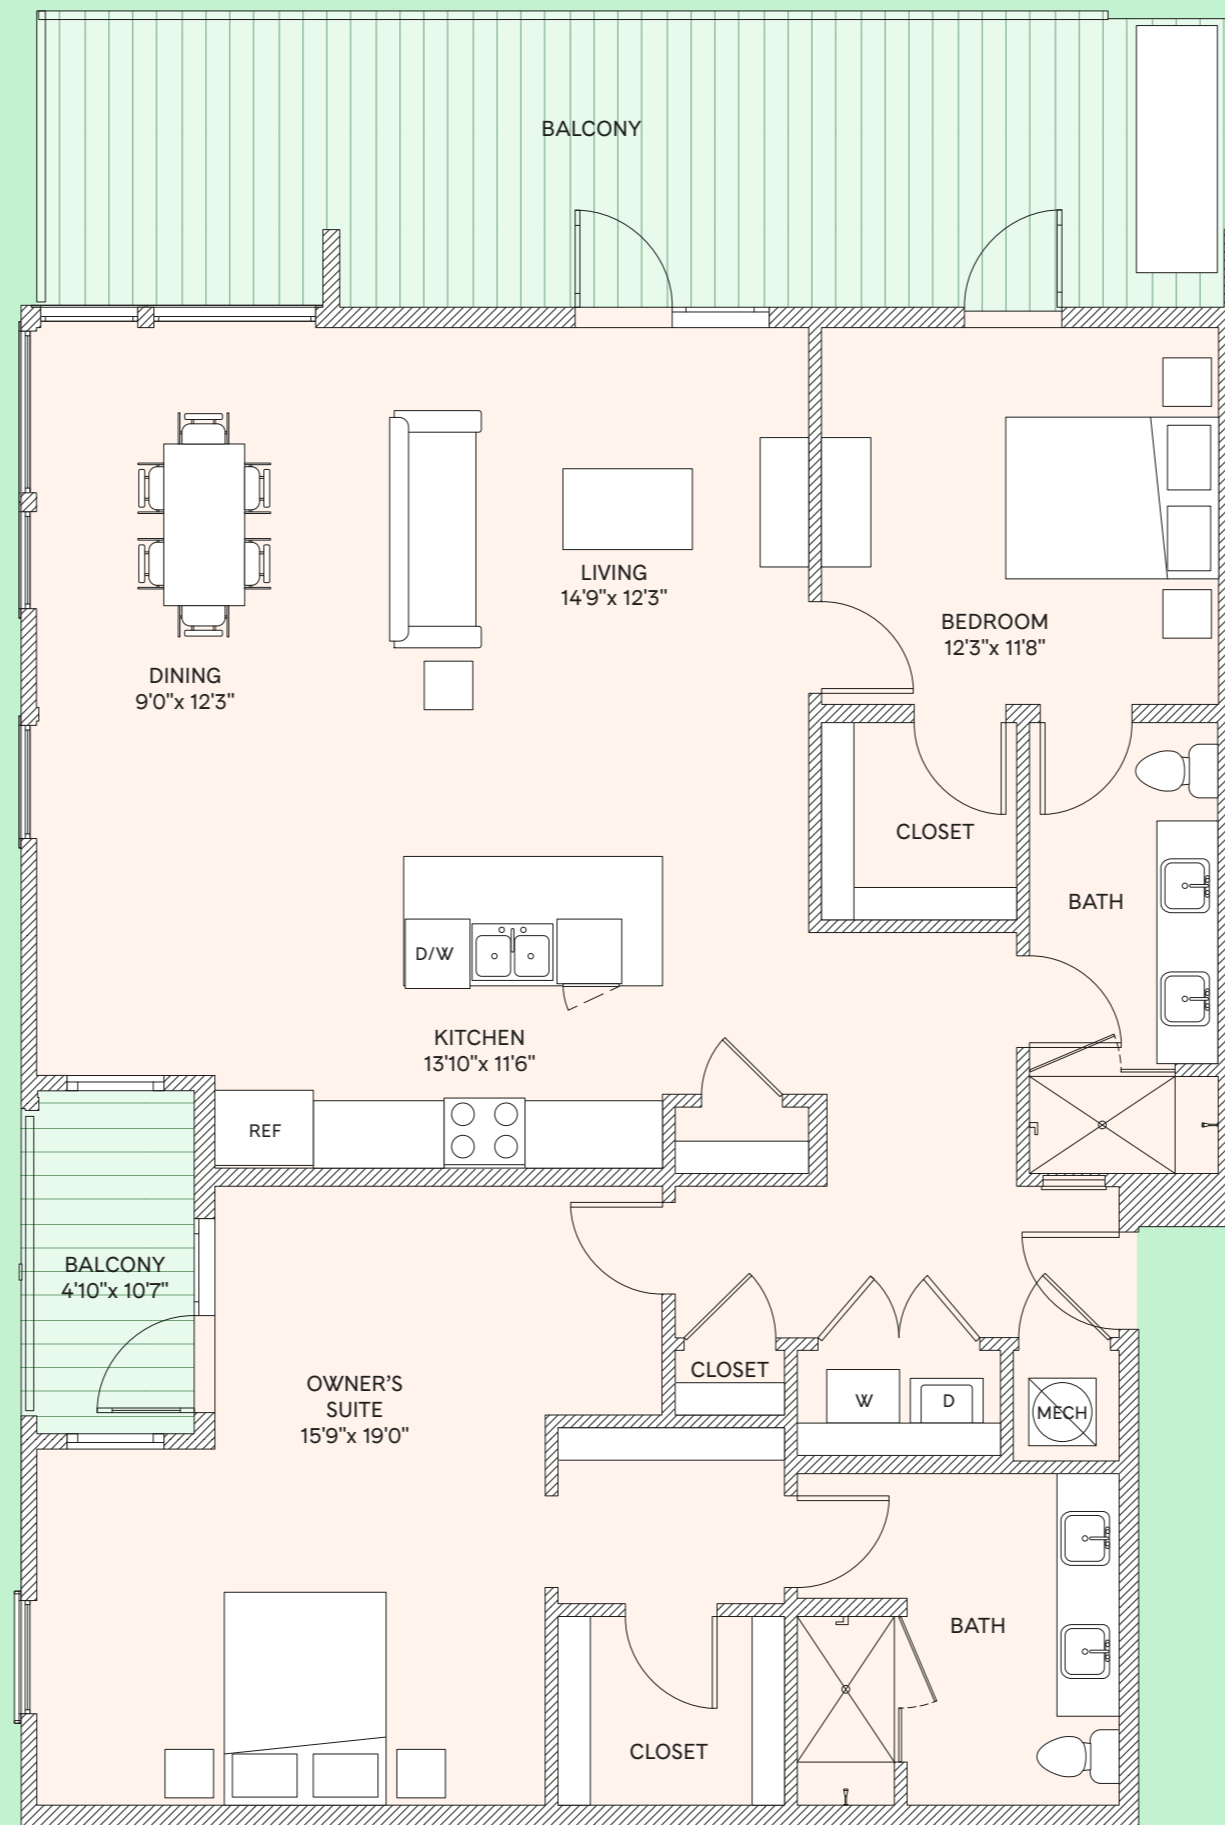 BALCONY
LIVING
14'9"x 12'3"
BEDROOM
12'3"x 11'8"
DINING
9'0"x 12'3"
CLOSET
BATH
D/W
KITCHEN
13'10"x 11'6"
REF
BALCONY
4'10"x 10'7"
OWNER'S
SUITE
15'9"x 19'0"
CLOSET
W
D
MECH
BATH
CLOSET